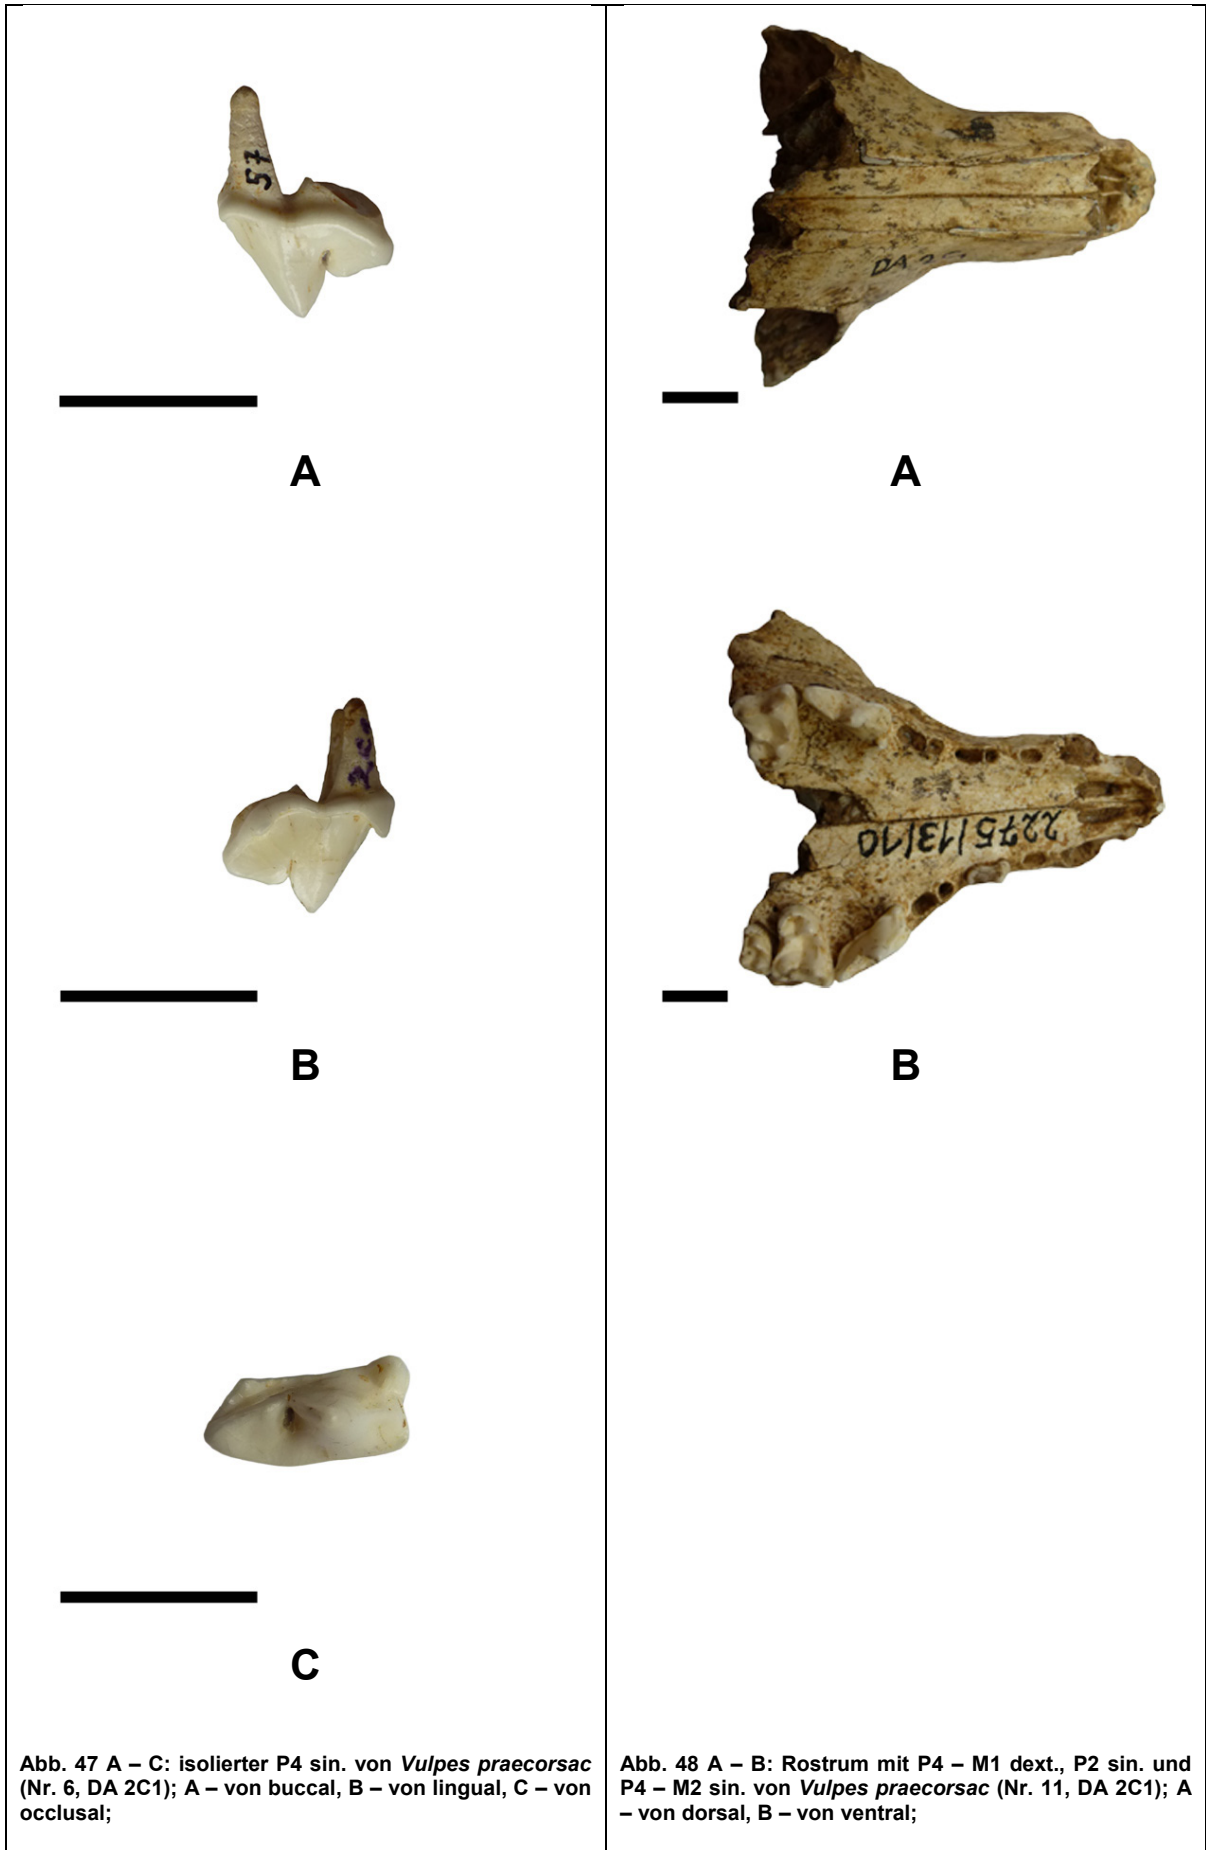 57
A
B
C
Abb. 47 A – C: isolierter P4 sin. von Vulpes praecorsac
(Nr. 6, DA 2C1); A – von buccal, B – von lingual, C – von
occlusal;
DA 2C
A
2275/13/10
B
Abb. 48 A – B: Rostrum mit P4 – M1 dext., P2 sin. und
P4 – M2 sin. von Vulpes praecorsac (Nr. 11, DA 2C1); A
– von dorsal, B – von ventral;